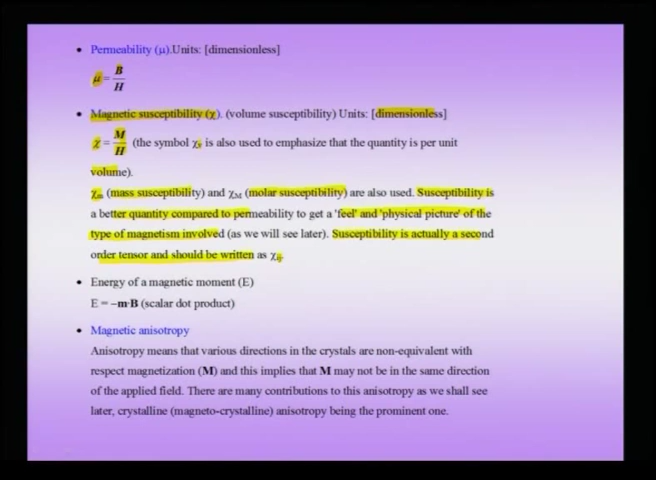 • Permeability (μ).Units: [dimensionless]
μ = B/H
• Magnetic susceptibility (χ). (volume susceptibility) Units: [dimensionless]
χ = M/H (the symbol χv is also used to emphasize that the quantity is per unit
volume).
χm (mass susceptibility) and χM (molar susceptibility) are also used. Susceptibility is
a better quantity compared to permeability to get a 'feel' and 'physical picture' of the
type of magnetism involved (as we will see later). Susceptibility is actually a second
order tensor and should be written as χij.
• Energy of a magnetic moment (E)
E = −m·B (scalar dot product)
• Magnetic anisotropy
Anisotropy means that various directions in the crystals are non-equivalent with
respect magnetization (M) and this implies that M may not be in the same direction
of the applied field. There are many contributions to this anisotropy as we shall see
later, crystalline (magneto-crystalline) anisotropy being the prominent one.